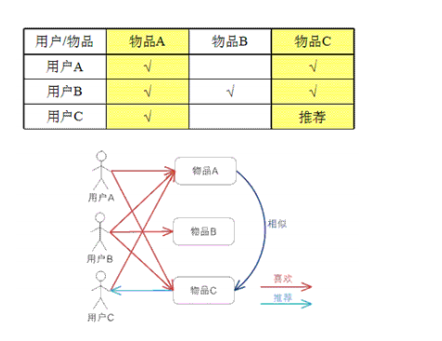 用户/物品 物品A 物品B 物品C
用户A √ √
用户B √ √ √
用户C √ 推荐
物品A
用户A
相似
物品B
用户B
喜欢
物品C
推荐
用户C